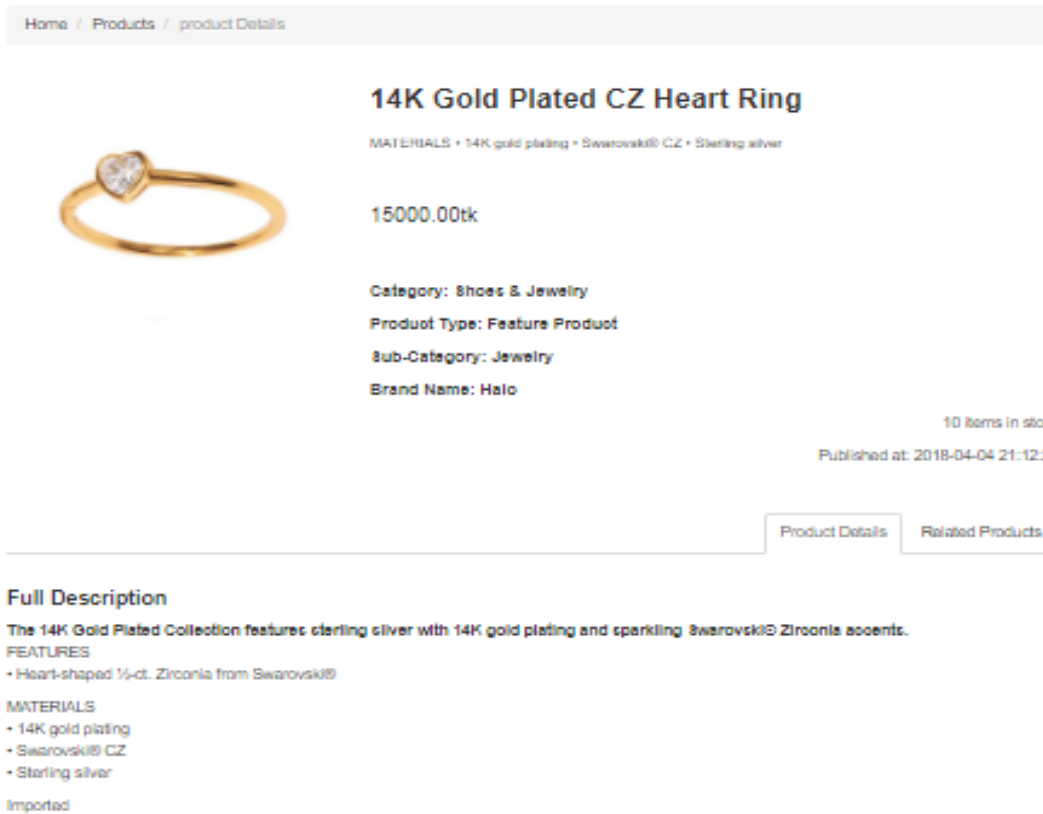 Home / Products / product Details
14K Gold Plated CZ Heart Ring
MATERIALS • 14K gold plating • Swarovski® CZ • Sterling silver
15000.00tk
Category: Shoes & Jewelry
Product Type: Feature Product
Sub-Category: Jewelry
Brand Name: Halo
10 Items in sto
Published at: 2018-04-04 21:12:
Product Details Related Products
Full Description
The 14K Gold Plated Collection features sterling silver with 14K gold plating and sparkling Swarovski® Zirconia accents.
FEATURES
• Heart-shaped ½-ct. Zirconia from Swarovski®
MATERIALS
• 14K gold plating
• Swarovski® CZ
• Sterling silver
Imported